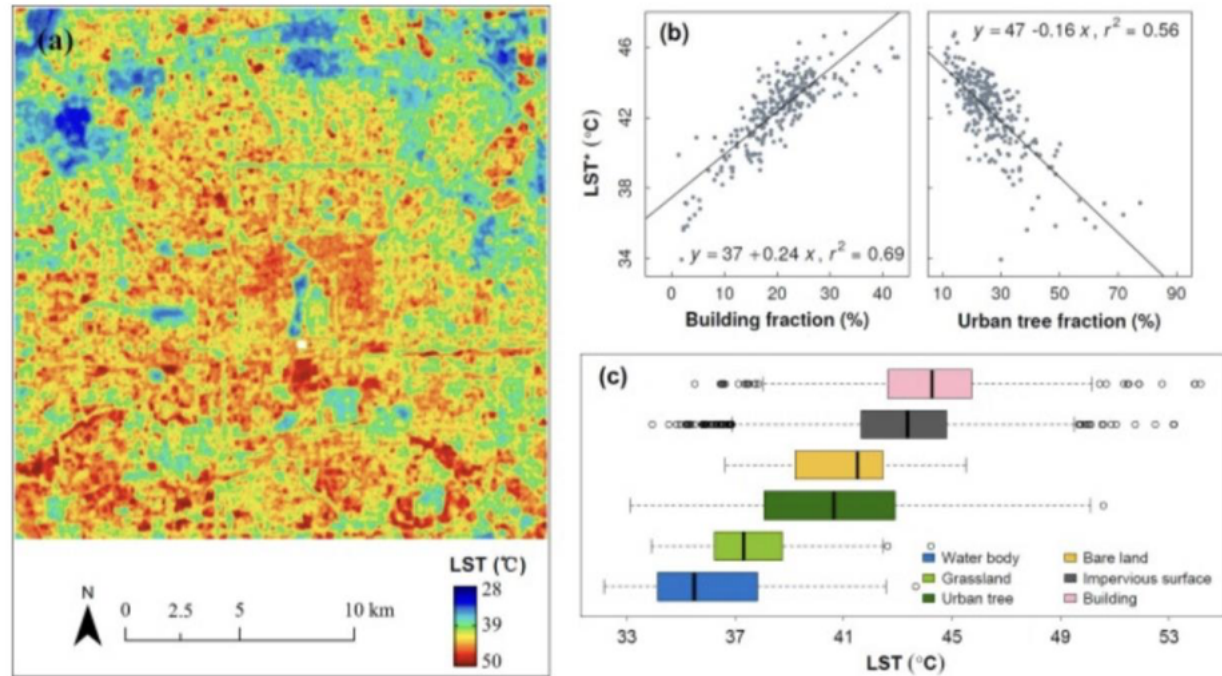 (a)
LST (℃)
N
0 2.5 5 10 km
28
39
50
(b)
y = 47 -0.16 x , r² = 0.56
y = 37 +0.24 x , r² = 0.69
LST* (°C)
46
42
38
34
0 10 20 30 40
10 30 50 70 90
Building fraction (%)
Urban tree fraction (%)
(c)
Water body
Grassland
Urban tree
Bare land
Impervious surface
Building
33 37 41 45 49 53
LST (°C)